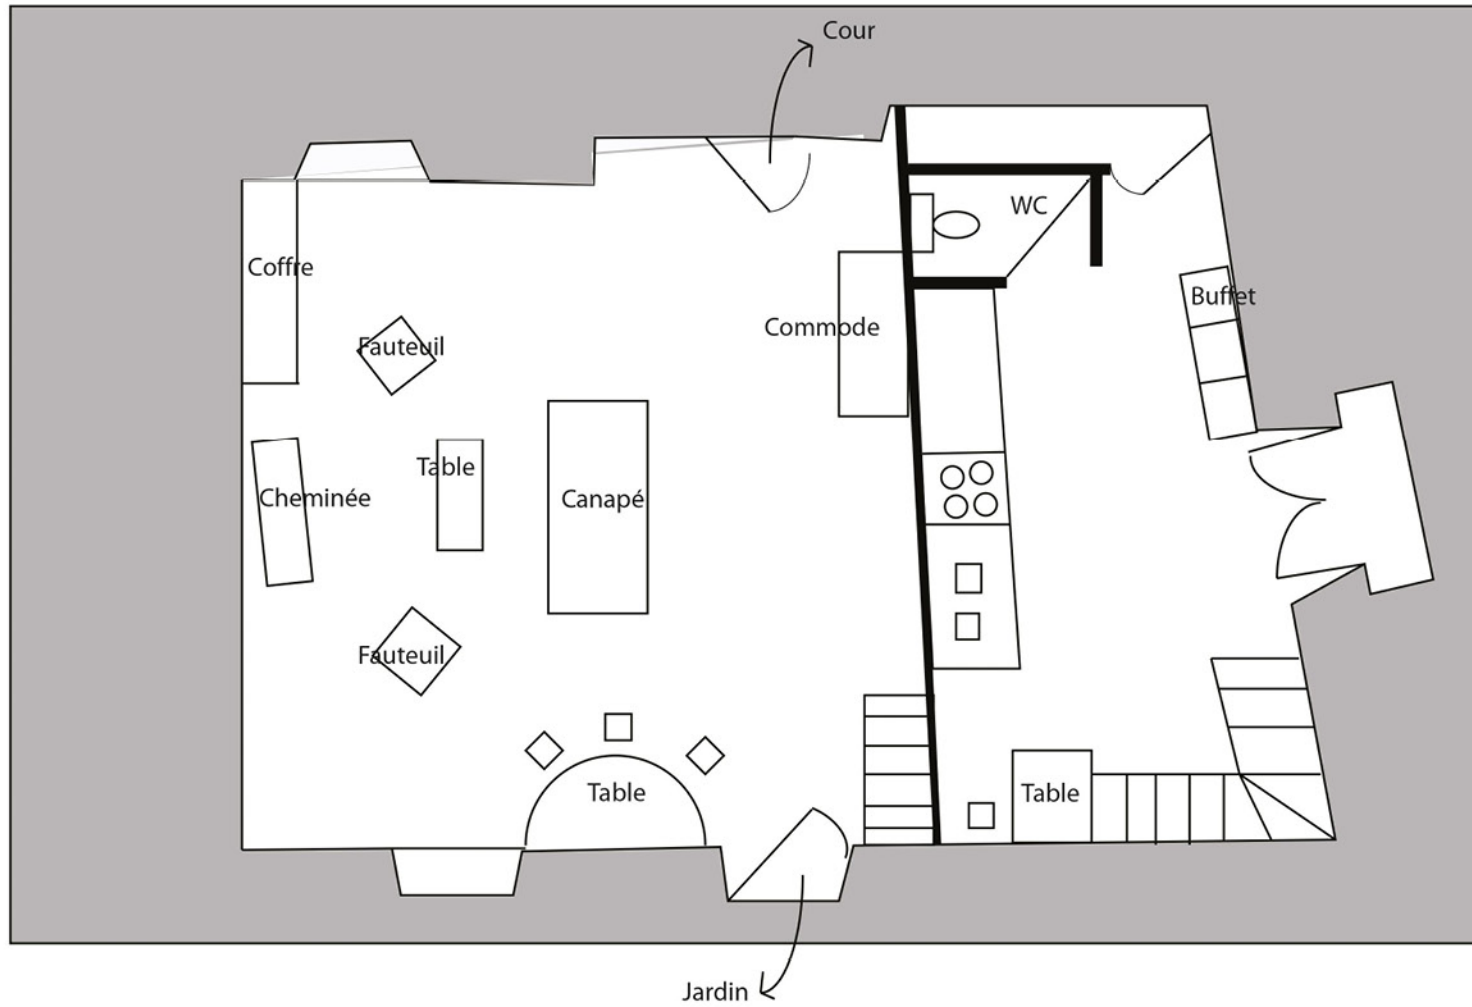 Cour
WC
Coffre
Buffet
Commode
Fauteuil
Table
Cheminée
Canapé
Fauteuil
Table
Table
Jardin